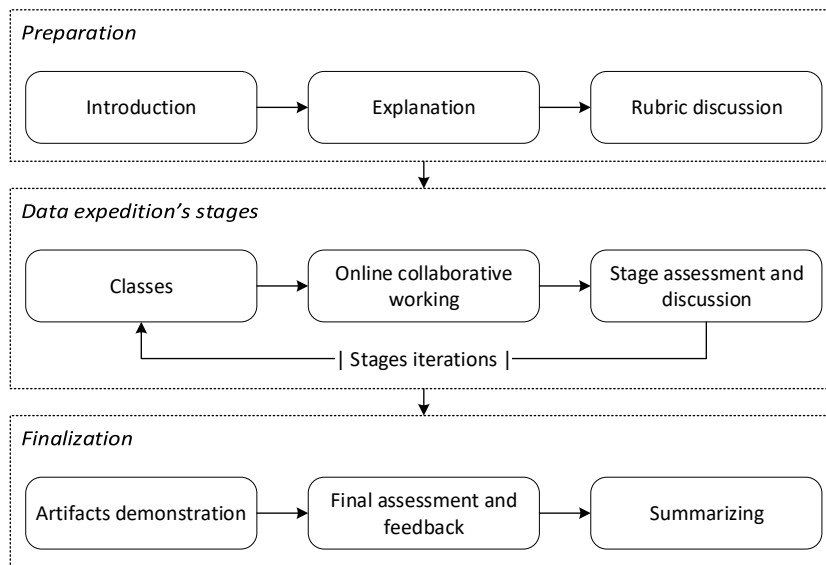 Preparation
Introduction
Explanation
Rubric discussion
Data expedition's stages
Classes
Online collaborative
working
Stage assessment and
discussion
| Stages iterations |
Finalization
Artifacts demonstration
Final assessment and
feedback
Summarizing